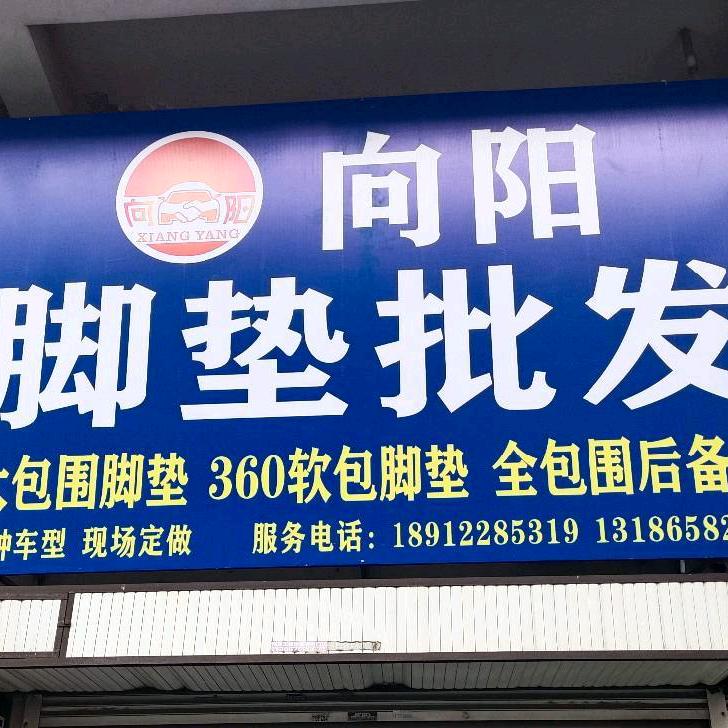 向阳
向 阳
XIANG YANG
脚垫批发
包围脚垫 360软包脚垫 全包围后备
车型 现场定做 服务电话：18912285319 13186582